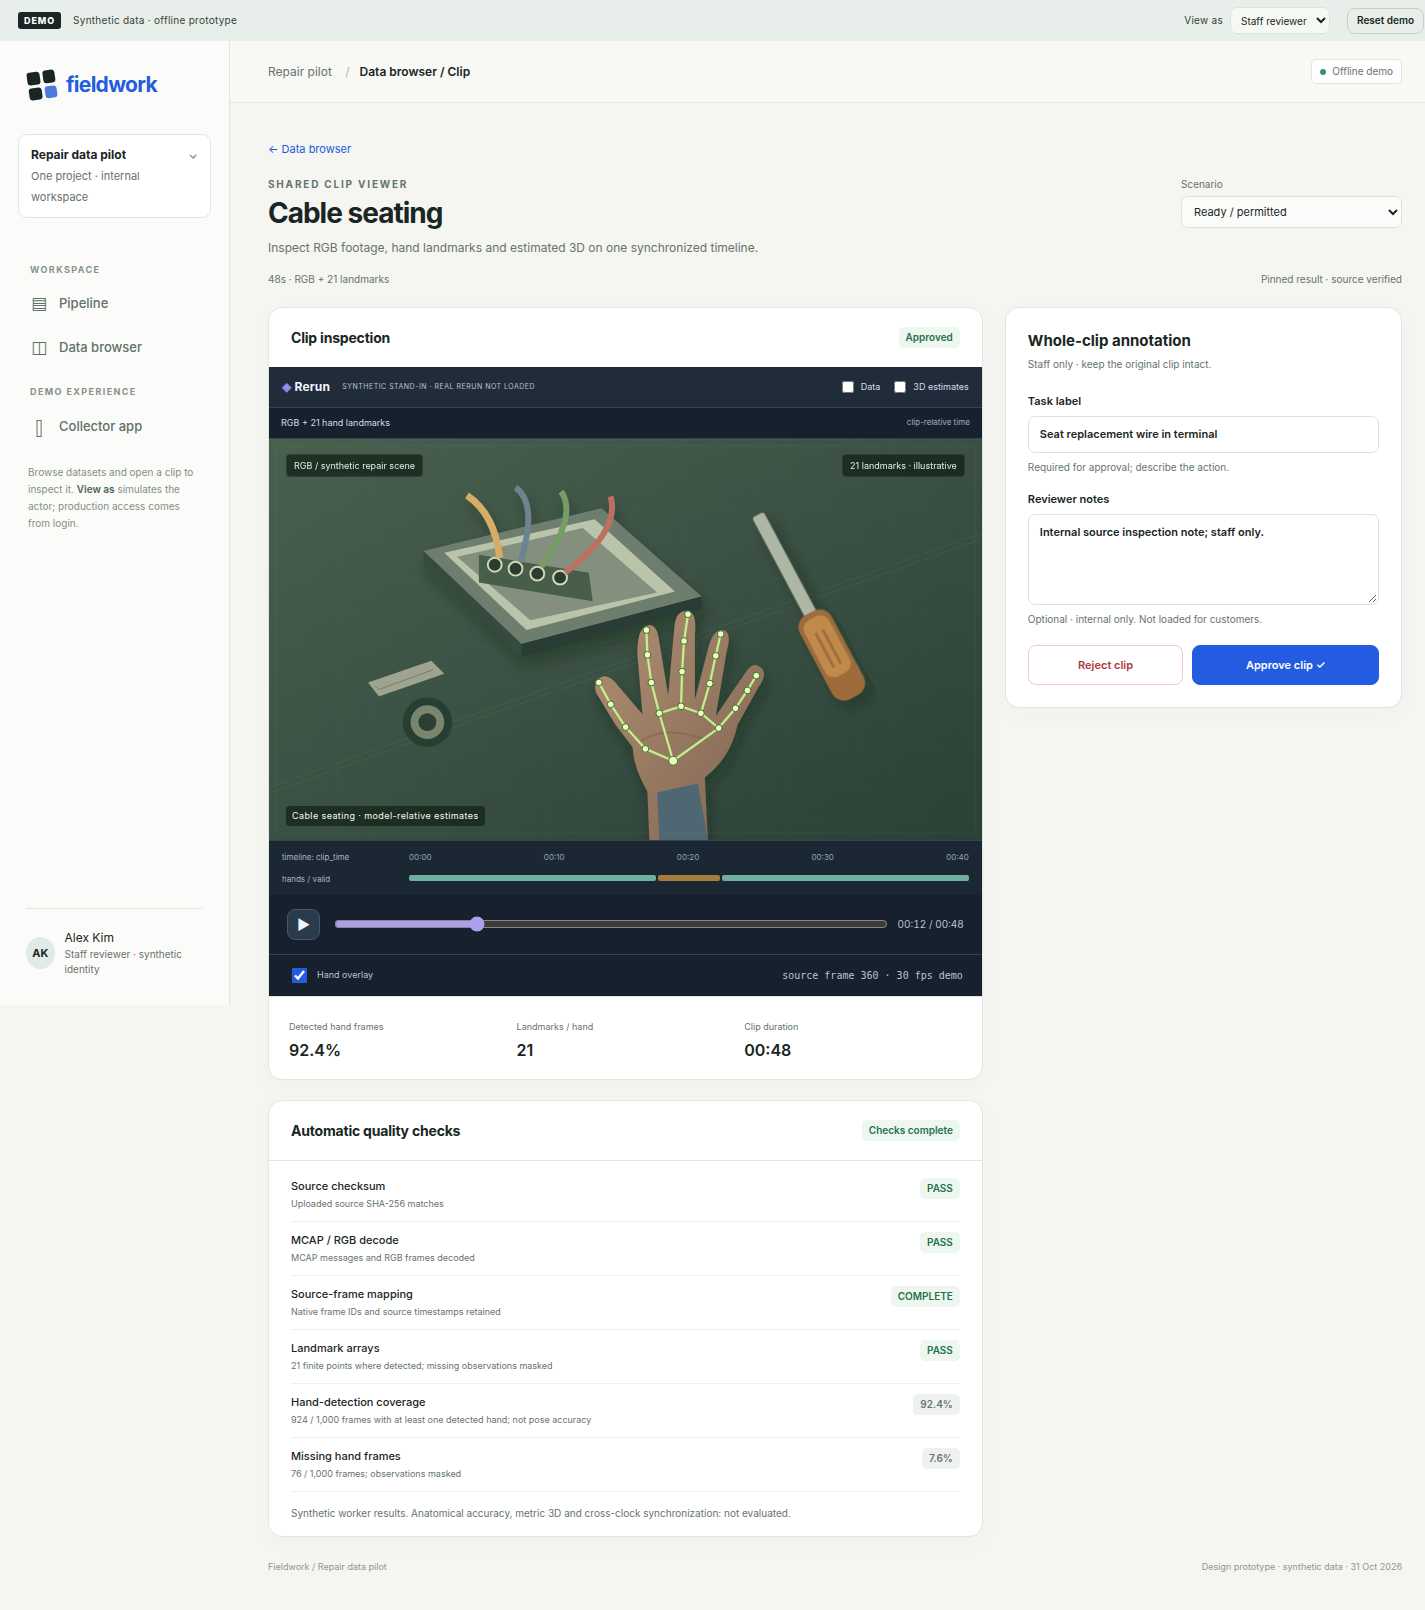 DEMO Synthetic data · offline prototype View as Staff reviewer Reset demo
fieldwork
Repair data pilot
One project · internal
workspace
WORKSPACE
Pipeline
Data browser
DEMO EXPERIENCE
Collector app
Browse datasets and open a clip to
inspect it. View as simulates the
actor; production access comes
from login.
AK
Alex Kim
Staff reviewer · synthetic
identity
Repair pilot / Data browser / Clip
Offline demo
← Data browser
SHARED CLIP VIEWER
Cable seating
Inspect RGB footage, hand landmarks and estimated 3D on one synchronized timeline.
Scenario
Ready / permitted
48s · RGB + 21 landmarks
Pinned result · source verified
Clip inspection
Approved
Rerun SYNTHETIC STAND-IN · REAL RERUN NOT LOADED
Data 3D estimates
RGB + 21 hand landmarks
clip-relative time
RGB / synthetic repair scene
21 landmarks · illustrative
Cable seating · model-relative estimates
timeline: clip_time 00:00 00:10 00:20 00:30 00:40
hands / valid
00:12 / 00:48
Hand overlay
source frame 360 · 30 fps demo
Detected hand frames
92.4%
Landmarks / hand
21
Clip duration
00:48
Whole-clip annotation
Staff only · keep the original clip intact.
Task label
Seat replacement wire in terminal
Required for approval; describe the action.
Reviewer notes
Internal source inspection note; staff only.
Optional · internal only. Not loaded for customers.
Reject clip
Approve clip ✓
Automatic quality checks
Checks complete
Source checksum
Uploaded source SHA-256 matches
PASS
MCAP / RGB decode
MCAP messages and RGB frames decoded
PASS
Source-frame mapping
Native frame IDs and source timestamps retained
COMPLETE
Landmark arrays
21 finite points where detected; missing observations masked
PASS
Hand-detection coverage
924 / 1,000 frames with at least one detected hand; not pose accuracy
92.4%
Missing hand frames
76 / 1,000 frames; observations masked
7.6%
Synthetic worker results. Anatomical accuracy, metric 3D and cross-clock synchronization: not evaluated.
Fieldwork / Repair data pilot
Design prototype · synthetic data · 31 Oct 2026